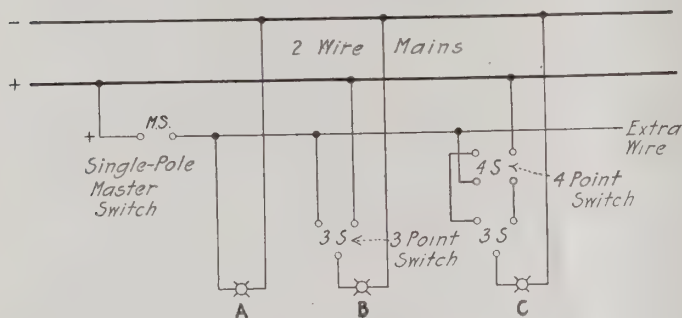 -
2 Wire Mains
+
M.S.
+
Extra
Wire
Single-Pole
Master
Switch
4 S
4 Point
Switch
3 S
3 Point
Switch
3 S
A
B
C